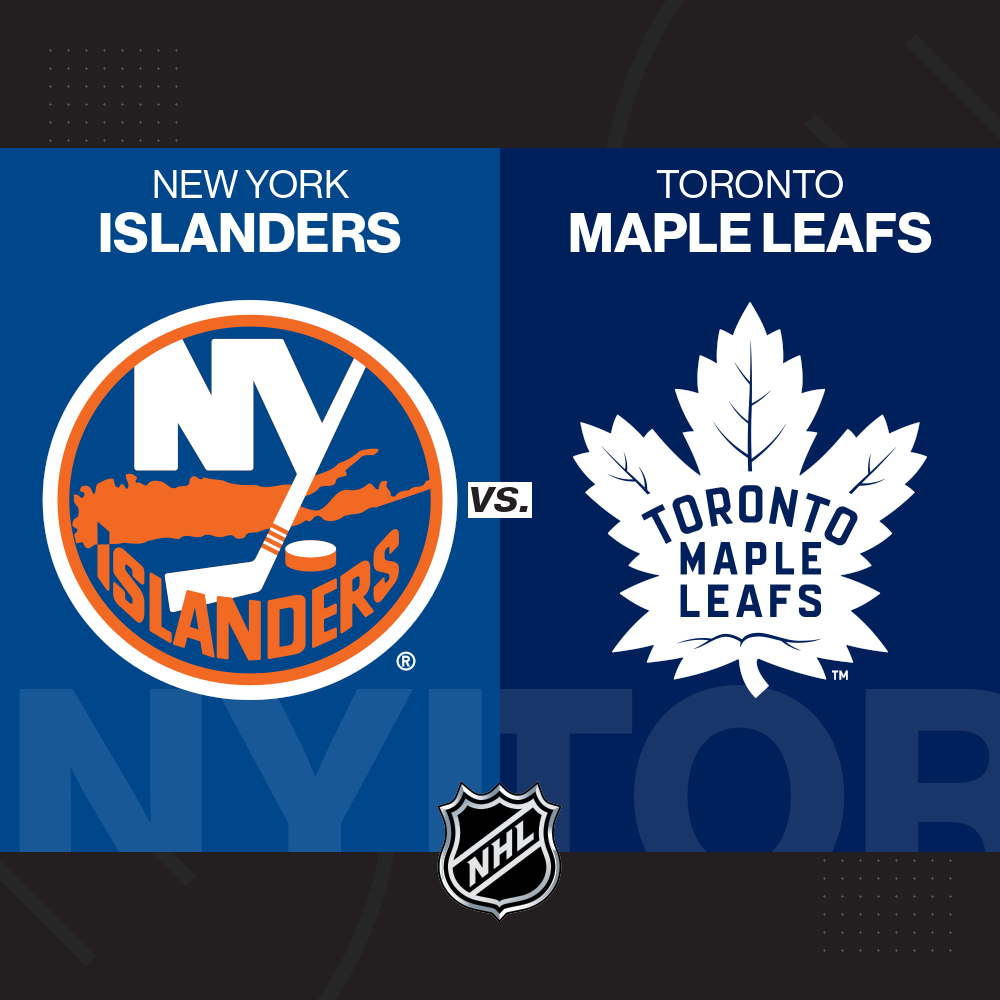 NEW YORK
ISLANDERS
TORONTO
MAPLE LEAFS
NY
ISLANDERS
®
vs.
TORONTO
MAPLE
LEAFS
TM
NYI
TOR
NHL